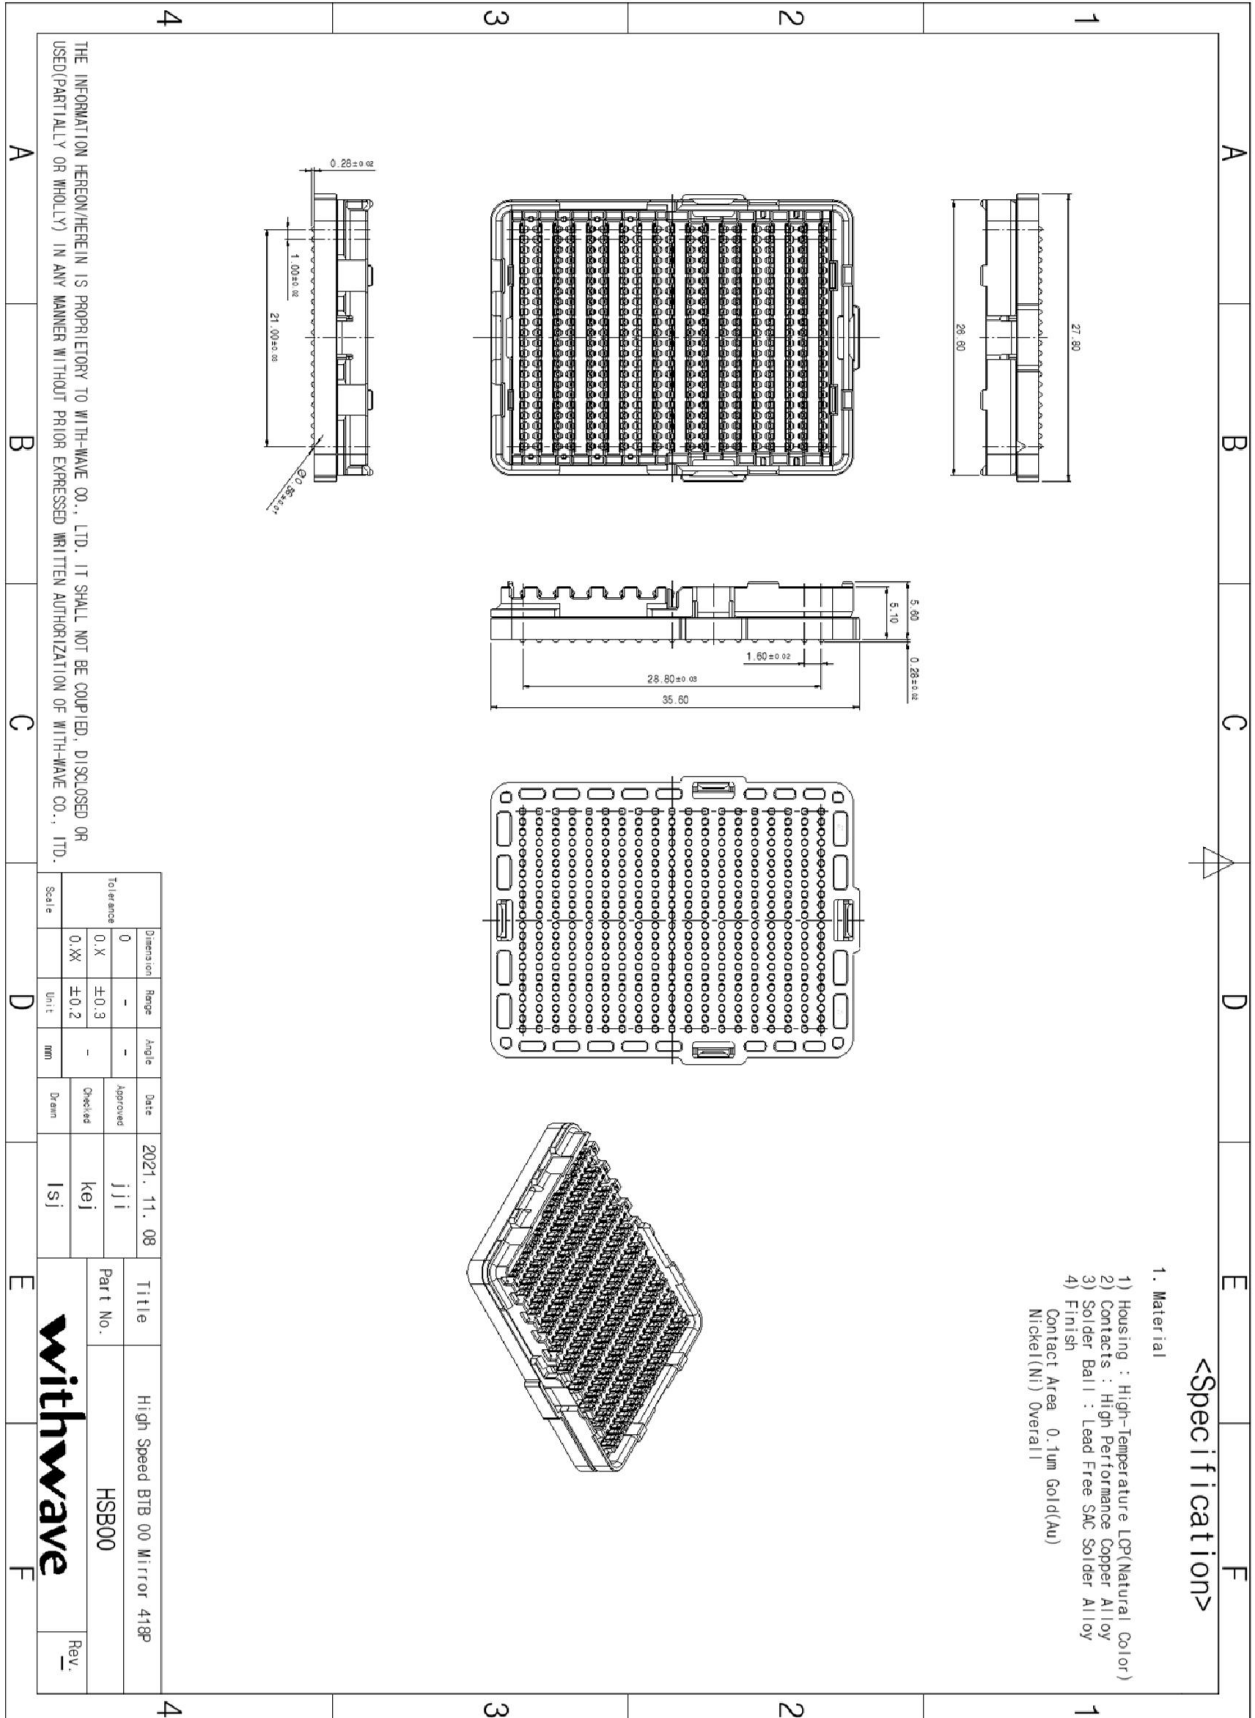 1
2
3
4
A
B
C
D
E
F
<Specification>
1. Material
1) Housing : High-Temperature LCP(Natural Color)
2) Contacts : High Performance Copper Alloy
3) Solder Ball : Lead Free SAC Solder Alloy
4) Finish
Contact Area 0.1um Gold(Au)
Nickel(Ni) Overall
27.80
26.60
5.60
5.10
0.28±0.02
1.60±0.02
28.80±0.03
35.60
0.28±0.02
1.00±0.02
21.00±0.03
THE INFORMATION HEREON/HEREIN IS PROPRIETORY TO WITH-WAVE CO., LTD. IT SHALL NOT BE COUPIED, DISCLOSED OR
USED(PARTIALLY OR WHOLLY) IN ANY MANNER WITHOUT PRIOR EXPRESSED WRITTEN AUTHORIZATION OF WITH-WAVE CO., lTD.
Dimension Range Angle Date 2021. 11. 08 Title High Speed BTB 00 Mirror 418P
Tolerance 0 - - Approved jji
0.X ±0.3 - Checked kej Part No. HSB00
0.XX ±0.2
Scale Unit mm Drawn lsj withwave Rev. —
1
2
3
4
A
B
C
D
E
F